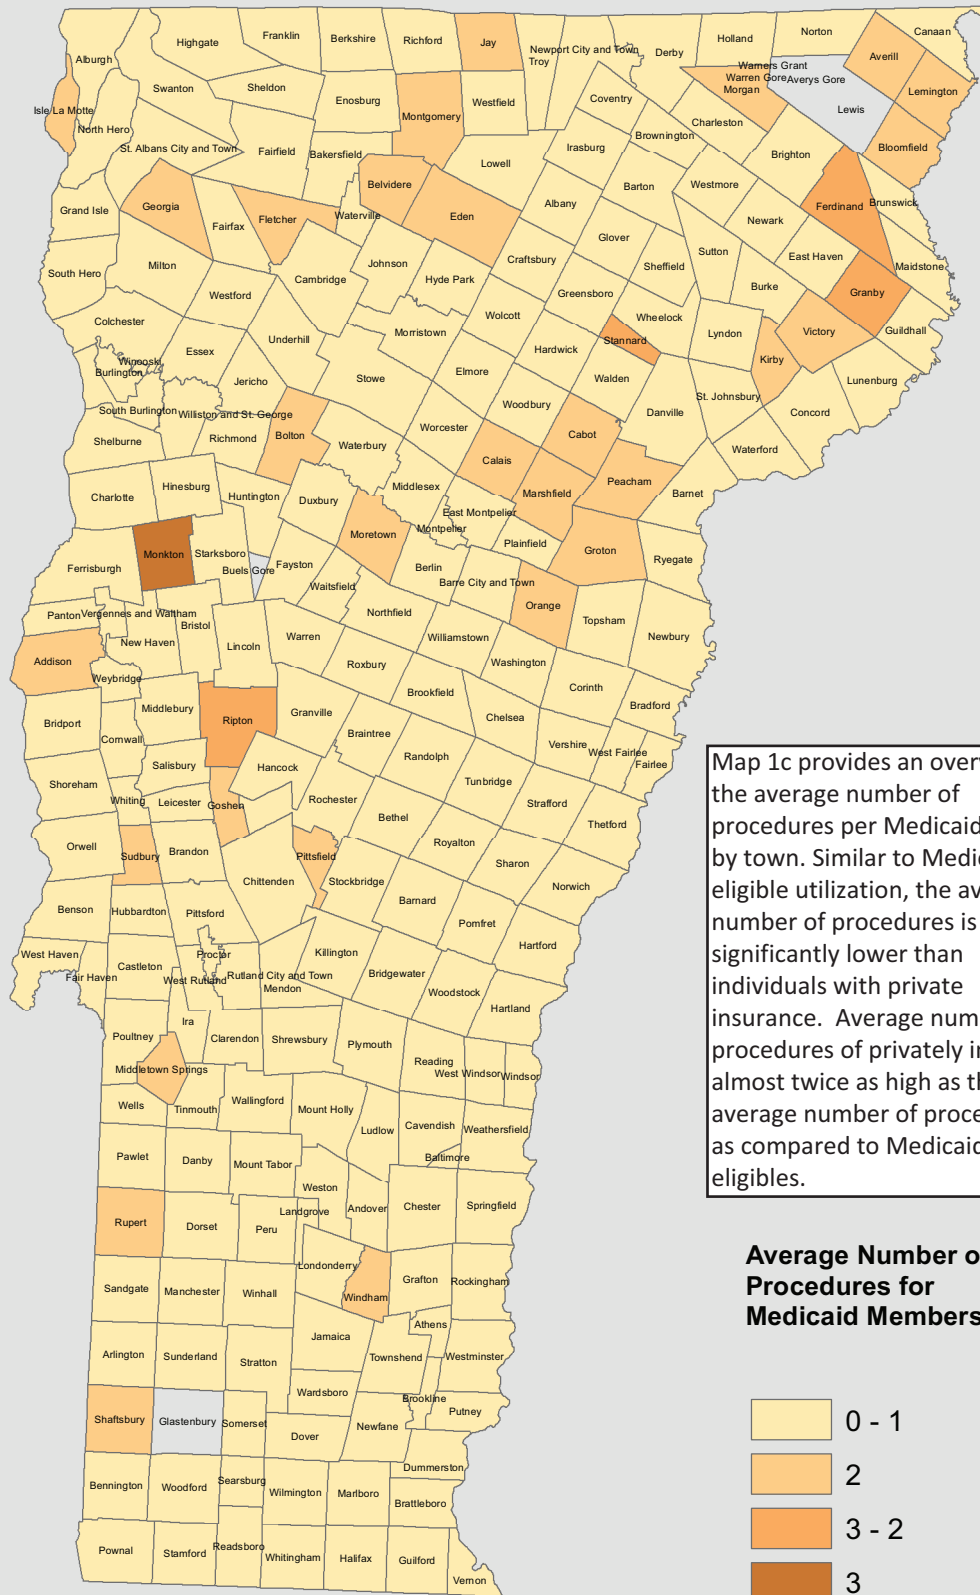 Alburgh
Highgate
Franklin
Berkshire
Richford
Jay
Newport City and Town
Troy
Derby
Holland
Norton
Canaan
Averill
Warners Grant
Warren Gore
Averys Gore
Morgan
Lewis
Lemington
Bloomfield
Isle La Motte
North Hero
Swanton
Sheldon
Enosburg
Montgomery
Westfield
Coventry
Charleston
Brownington
Brighton
St. Albans City and Town
Fairfield
Bakersfield
Lowell
Irasburg
Barton
Westmore
Ferdinand
Brunswick
Grand Isle
Georgia
Fairfax
Fletcher
Waterville
Belvidere
Eden
Albany
Glover
Newark
East Haven
Maidstone
South Hero
Milton
Westford
Cambridge
Johnson
Hyde Park
Craftsbury
Greensboro
Sheffield
Sutton
Burke
Granby
Guildhall
Colchester
Winooski
Burlington
Essex
Underhill
Jericho
Morristown
Wolcott
Stannard
Wheelock
Lyndon
Kirby
Victory
Lunenburg
South Burlington
Williston and St. George
Stowe
Elmore
Hardwick
Walden
St. Johnsbury
Concord
Shelburne
Richmond
Bolton
Waterbury
Worcester
Woodbury
Cabot
Danville
Waterford
Charlotte
Hinesburg
Huntington
Duxbury
Middlesex
Calais
Marshfield
Peacham
Barnet
East Montpelier
Montpelier
Moretown
Plainfield
Groton
Ryegate
Ferrisburgh
Monkton
Starksboro
Buels Gore
Fayston
Waitsfield
Berlin
Barre City and Town
Orange
Topsham
Newbury
Panton
Vergennes and Waltham
New Haven
Bristol
Lincoln
Warren
Northfield
Williamstown
Washington
Addison
Weybridge
Roxbury
Corinth
Bradford
Bridport
Cornwall
Middlebury
Ripton
Granville
Braintree
Brookfield
Chelsea
Vershire
West Fairlee
Fairlee
Shoreham
Salisbury
Hancock
Randolph
Tunbridge
Strafford
Thetford
Whiting
Leicester
Goshen
Rochester
Bethel
Royalton
Sharon
Norwich
Orwell
Sudbury
Brandon
Chittenden
Pittsfield
Stockbridge
Barnard
Pomfret
Hartford
Benson
Hubbardton
Pittsford
West Haven
Fair Haven
Castleton
Proctor
West Rutland
Rutland City and Town
Mendon
Killington
Bridgewater
Woodstock
Hartland
Poultney
Ira
Clarendon
Shrewsbury
Plymouth
Reading
West Windsor
Windsor
Middletown Springs
Wells
Tinmouth
Wallingford
Mount Holly
Ludlow
Cavendish
Weathersfield
Baltimore
Pawlet
Danby
Mount Tabor
Weston
Landgrove
Andover
Chester
Springfield
Rupert
Dorset
Peru
Londonderry
Windham
Grafton
Rockingham
Sandgate
Manchester
Winhall
Jamaica
Athens
Townshend
Westminster
Arlington
Sunderland
Stratton
Wardsboro
Brookline
Putney
Shaftsbury
Glastenbury
Somerset
Dover
Newfane
Dummerston
Bennington
Woodford
Searsburg
Wilmington
Marlboro
Brattleboro
Pownal
Stamford
Readsboro
Whitingham
Halifax
Guilford
Vernon
Map 1c provides an over
the average number of
procedures per Medicaid
by town. Similar to Medic
eligible utilization, the av
number of procedures is
significantly lower than
individuals with private
insurance. Average num
procedures of privately i
almost twice as high as t
average number of proce
as compared to Medicaid
eligibles.
Average Number o
Procedures for
Medicaid Members
0 - 1
2
3 - 2
3